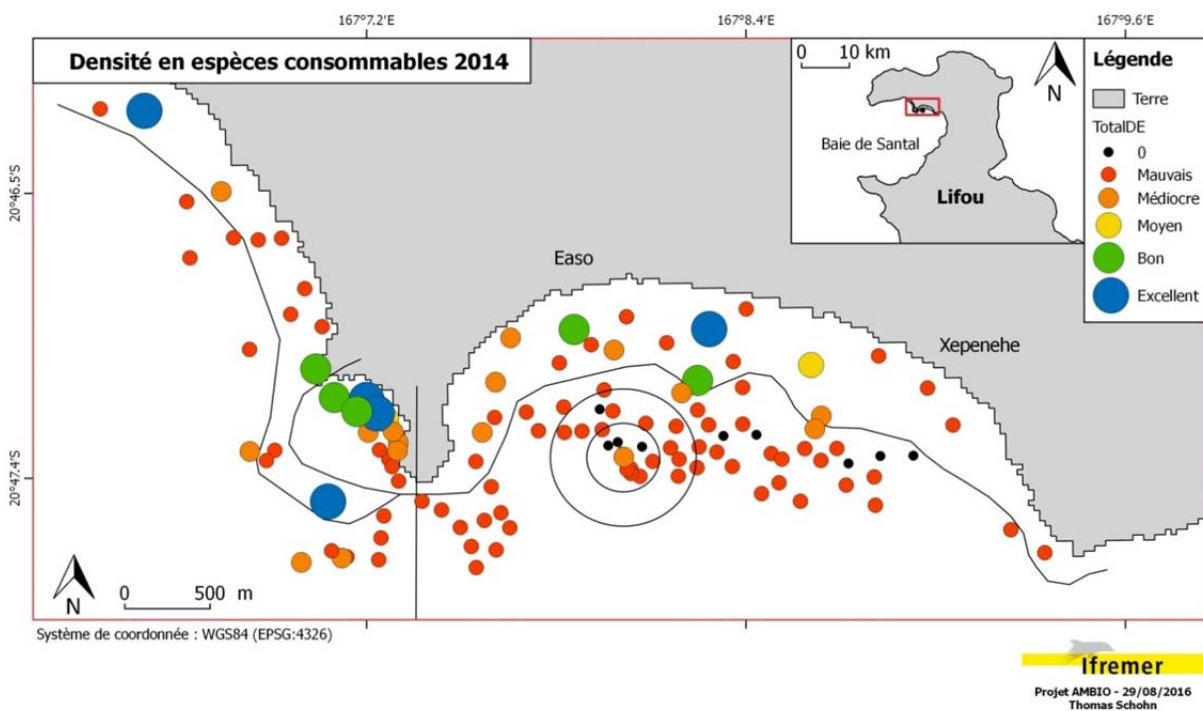 167°7.2'E
167°8.4'E
167°9.6'E
Densité en espèces consommables 2014
0 10 km
N
Baie de Santal
Lifou
Légende
Terre
TotalDE
0
Mauvais
Médiocre
Moyen
Bon
Excellent
20°46.5'S
Easo
Xepenehe
20°47.4'S
N
0 500 m
Système de coordonnée : WGS84 (EPSG:4326)
Ifremer
Projet AMBIO - 29/08/2016
Thomas Schohn